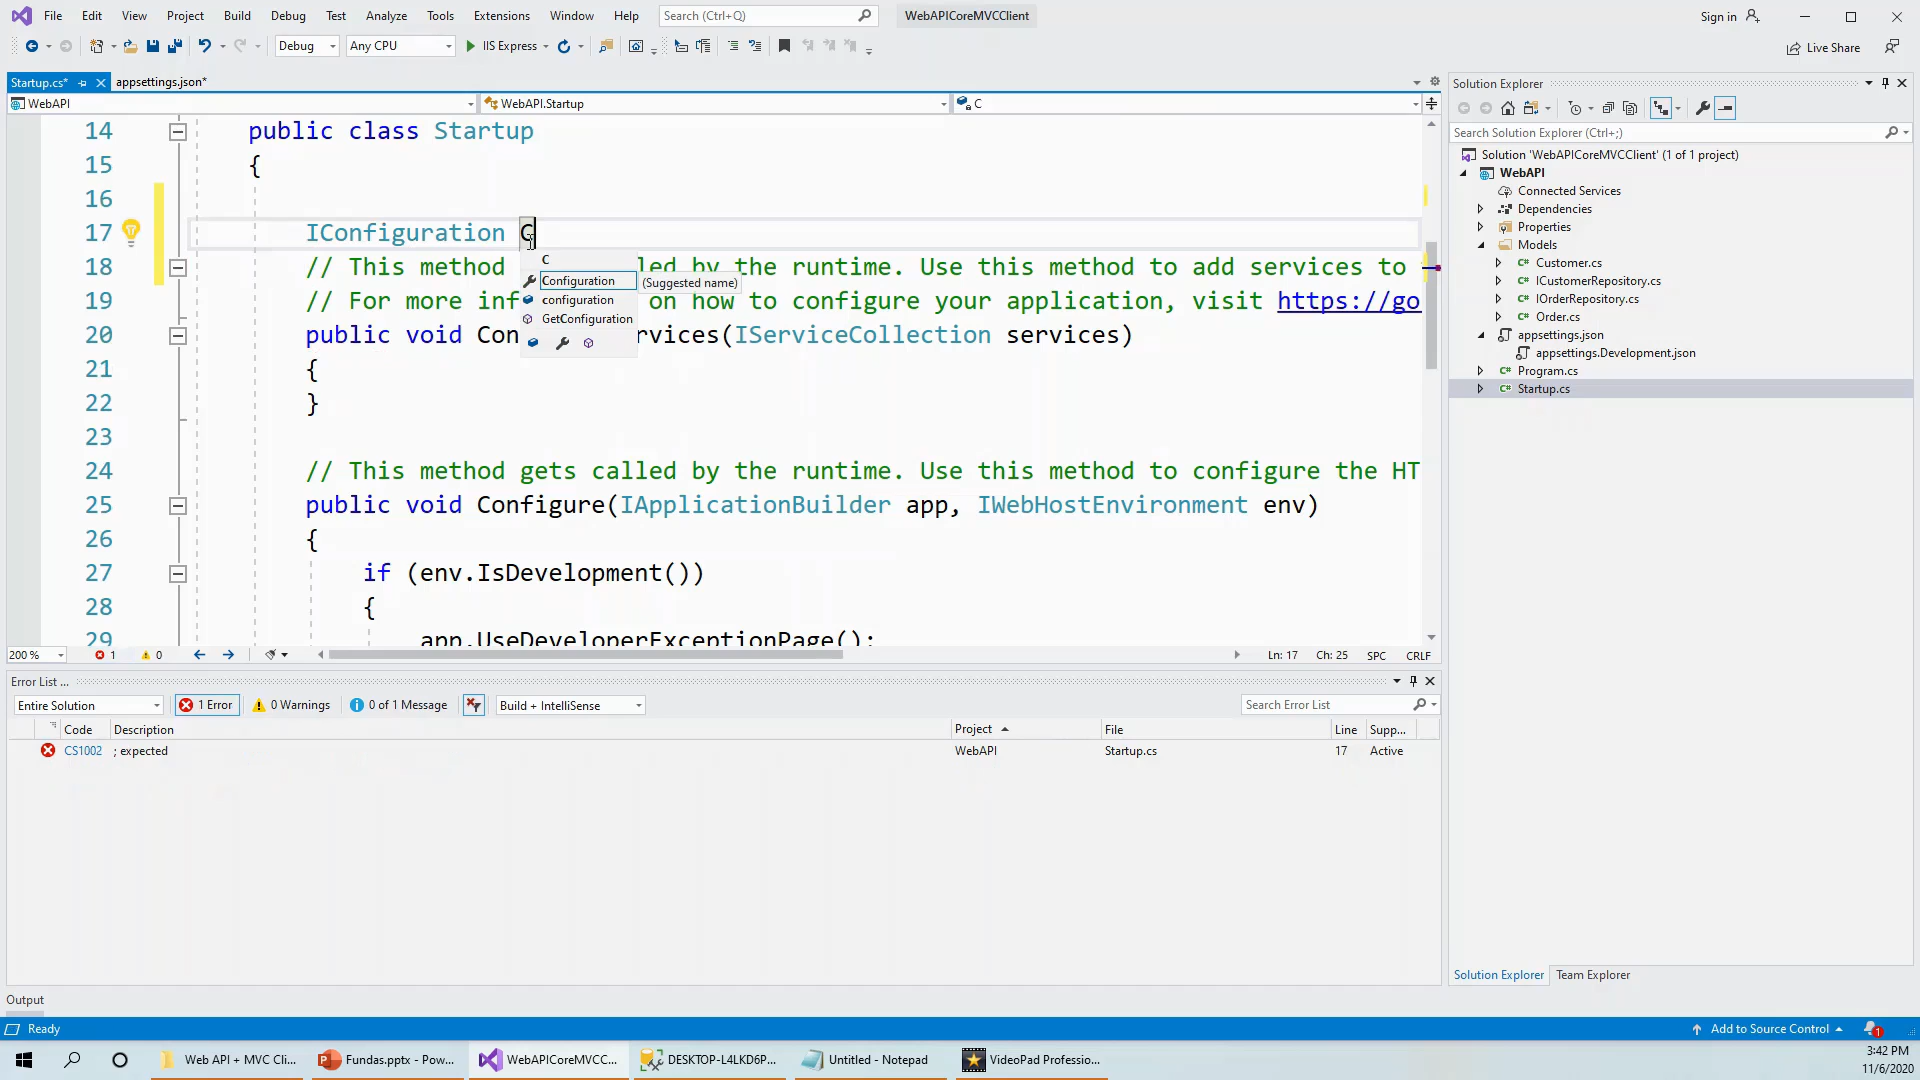 File Edit View Project Build Debug Test Analyze Tools Extensions Window Help Search (Ctrl+Q) WebAPICoreMVCClient Sign in
Debug Any CPU IIS Express Live Share
Startup.cs* appsettings.json*
WebAPI WebAPI.Startup C
14 public class Startup
15 {
16
17 IConfiguration C
C
Configuration (Suggested name)
configuration
GetConfiguration
18 // This method led by the runtime. Use this method to add services to
19 // For more inf on how to configure your application, visit https://go
20 public void Con rvices(IServiceCollection services)
21 {
22 }
23
24 // This method gets called by the runtime. Use this method to configure the HT
25 public void Configure(IApplicationBuilder app, IWebHostEnvironment env)
26 {
27 if (env.IsDevelopment())
28 {
29 app.UseDeveloperExceptionPage();
200 % 1 0 Ln: 17 Ch: 25 SPC CRLF
Error List ...
Entire Solution 1 Error 0 Warnings 0 of 1 Message Build + IntelliSense Search Error List
Code Description Project File Line Supp...
CS1002 ; expected WebAPI Startup.cs 17 Active
Output
Solution Explorer
Search Solution Explorer (Ctrl+;)
Solution 'WebAPICoreMVCClient' (1 of 1 project)
WebAPI
Connected Services
Dependencies
Properties
Models
C# Customer.cs
C# ICustomerRepository.cs
C# IOrderRepository.cs
C# Order.cs
appsettings.json
appsettings.Development.json
C# Program.cs
C# Startup.cs
Solution Explorer Team Explorer
Ready Add to Source Control 1
Web API + MVC Cli... Fundas.pptx - Pow... WebAPICoreMVCC... DESKTOP-L4LKD6P... Untitled - Notepad VideoPad Professio...
3:42 PM
11/6/2020